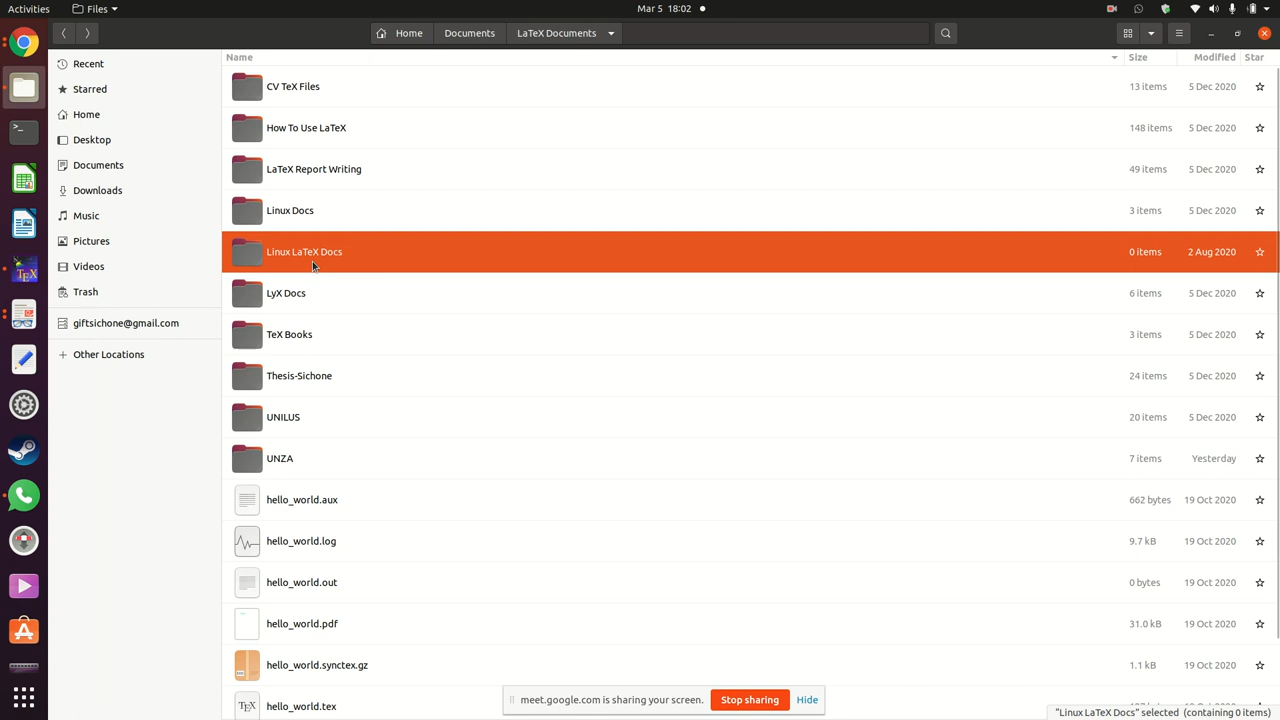 Activities Files Mar 5 18:02
Home Documents LaTeX Documents
Name Size Modified Star
Recent
Starred
Home
Desktop
Documents
Downloads
Music
Pictures
Videos
Trash
giftsichone@gmail.com
Other Locations
CV TeX Files 13 items 5 Dec 2020
How To Use LaTeX 148 items 5 Dec 2020
LaTeX Report Writing 49 items 5 Dec 2020
Linux Docs 3 items 5 Dec 2020
Linux LaTeX Docs 0 items 2 Aug 2020
LyX Docs 6 items 5 Dec 2020
TeX Books 3 items 5 Dec 2020
Thesis-Sichone 24 items 5 Dec 2020
UNILUS 20 items 5 Dec 2020
UNZA 7 items Yesterday
hello_world.aux 662 bytes 19 Oct 2020
hello_world.log 9.7 kB 19 Oct 2020
hello_world.out 0 bytes 19 Oct 2020
hello_world.pdf 31.0 kB 19 Oct 2020
hello_world.synctex.gz 1.1 kB 19 Oct 2020
TEX hello_world.tex
meet.google.com is sharing your screen. Stop sharing Hide
"Linux LaTeX Docs" selected (containing 0 items)